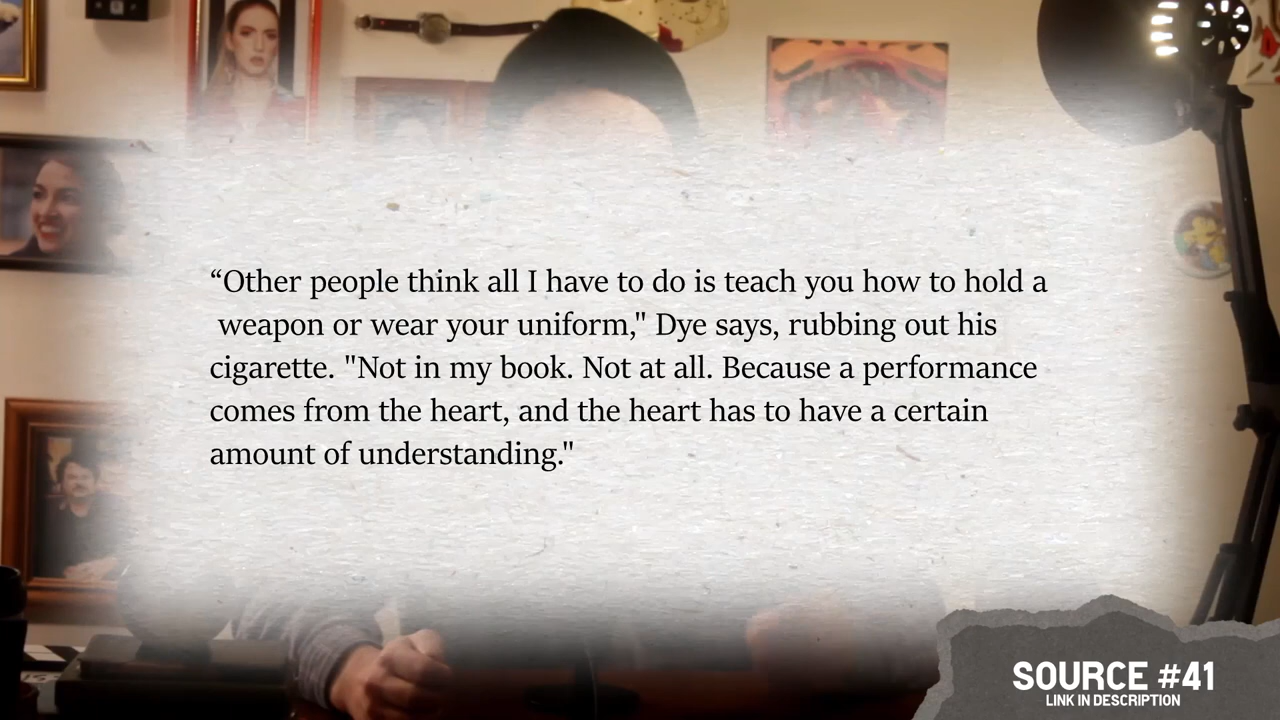 “Other people think all I have to do is teach you how to hold a
weapon or wear your uniform," Dye says, rubbing out his
cigarette. "Not in my book. Not at all. Because a performance
comes from the heart, and the heart has to have a certain
amount of understanding."
SOURCE #41
LINK IN DESCRIPTION